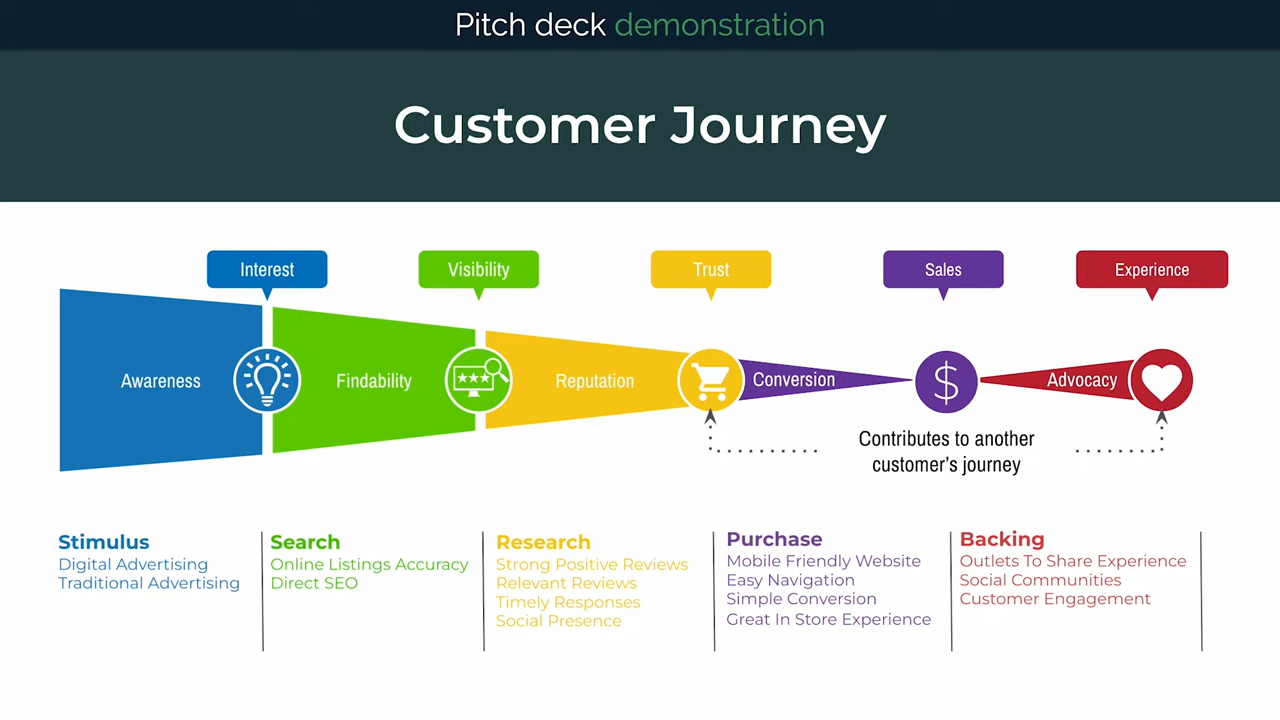 Pitch deck demonstration
Customer Journey
Interest
Visibility
Trust
Sales
Experience
Awareness
Findability
Reputation
Conversion
$
Advocacy
Contributes to another
customer's journey
Stimulus
Digital Advertising
Traditional Advertising
Search
Online Listings Accuracy
Direct SEO
Research
Strong Positive Reviews
Relevant Reviews
Timely Responses
Social Presence
Purchase
Mobile Friendly Website
Easy Navigation
Simple Conversion
Great In Store Experience
Backing
Outlets To Share Experience
Social Communities
Customer Engagement